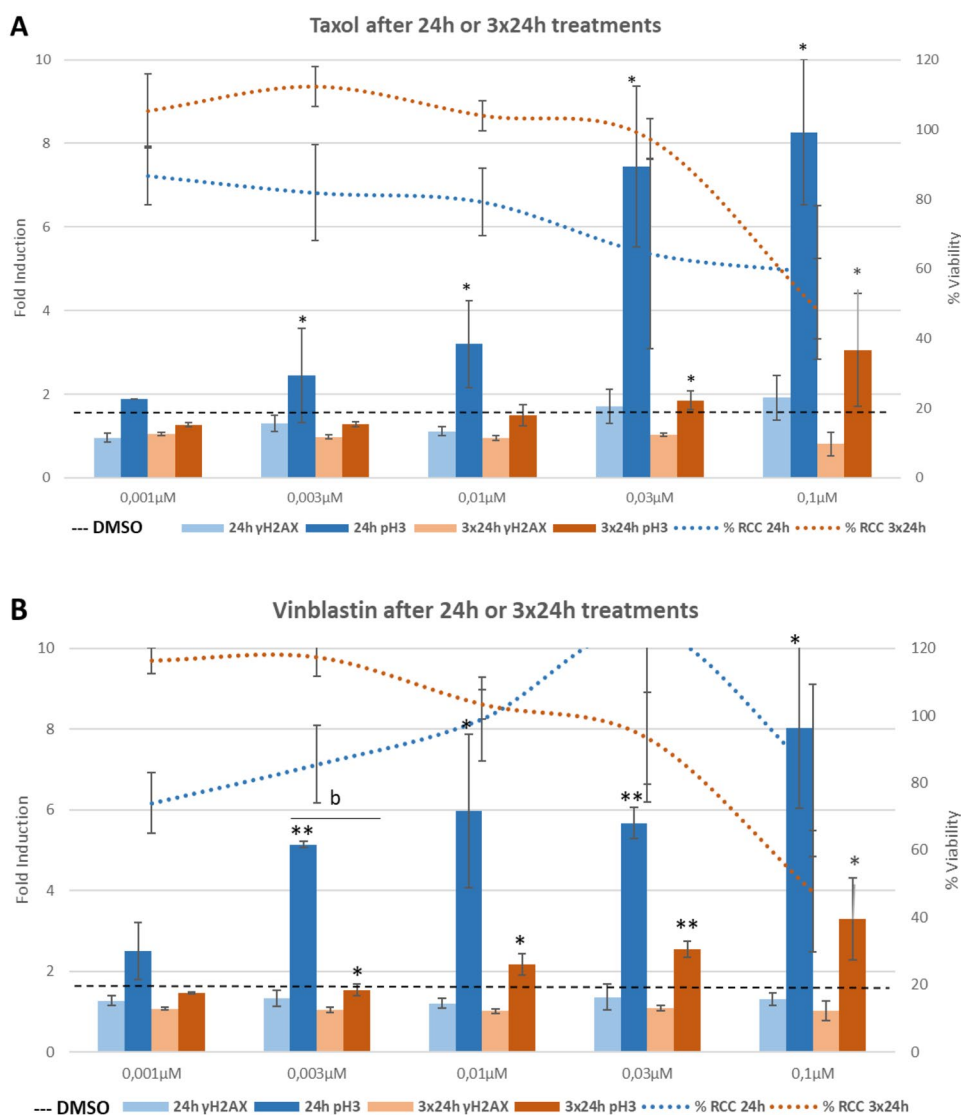 A
Taxol after 24h or 3x24h treatments
10
8
6
4
2
0
Fold Induction
120
100
80
60
40
20
0
% Viability
*
*
*
*
*
*
0,001µM
0,003µM
0,01µM
0,03µM
0,1µM
--- DMSO
24h γH2AX
24h pH3
3x24h γH2AX
3x24h pH3
% RCC 24h
% RCC 3x24h
B
Vinblastin after 24h or 3x24h treatments
10
8
6
4
2
0
Fold Induction
120
100
80
60
40
20
0
% Viability
b
**
*
*
*
**
**
*
*
0,001µM
0,003µM
0,01µM
0,03µM
0,1µM
--- DMSO
24h γH2AX
24h pH3
3x24h γH2AX
3x24h pH3
% RCC 24h
% RCC 3x24h